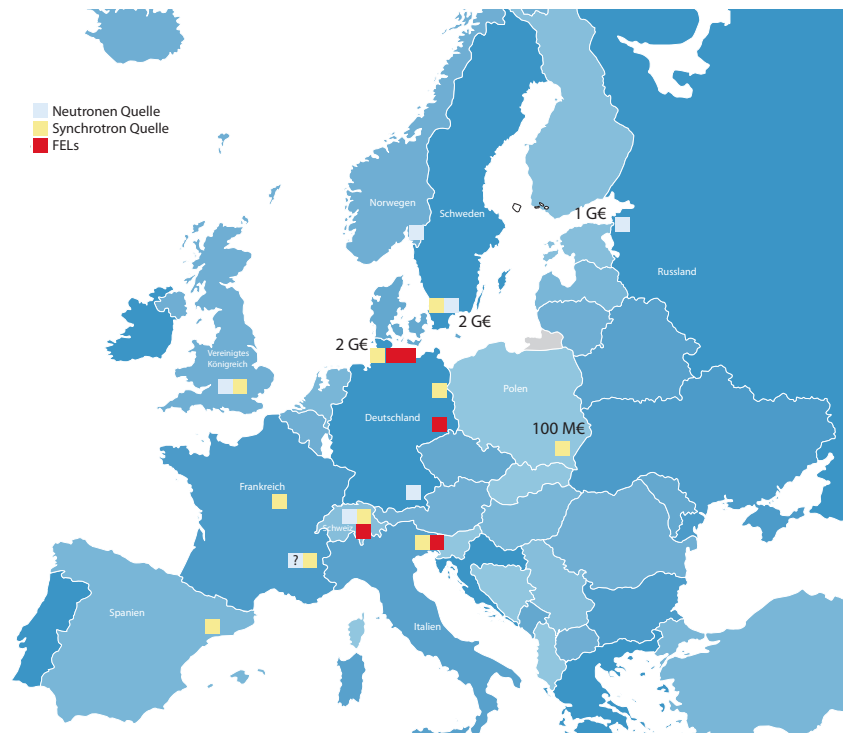 Neutronen Quelle
Synchrotron Quelle
FELs
Norwegen
Schweden
1 G€
Russland
2 G€
2 G€
Vereinigtes
Königreich
Polen
Deutschland
100 M€
Frankreich
Schweiz
?
Spanien
Italien